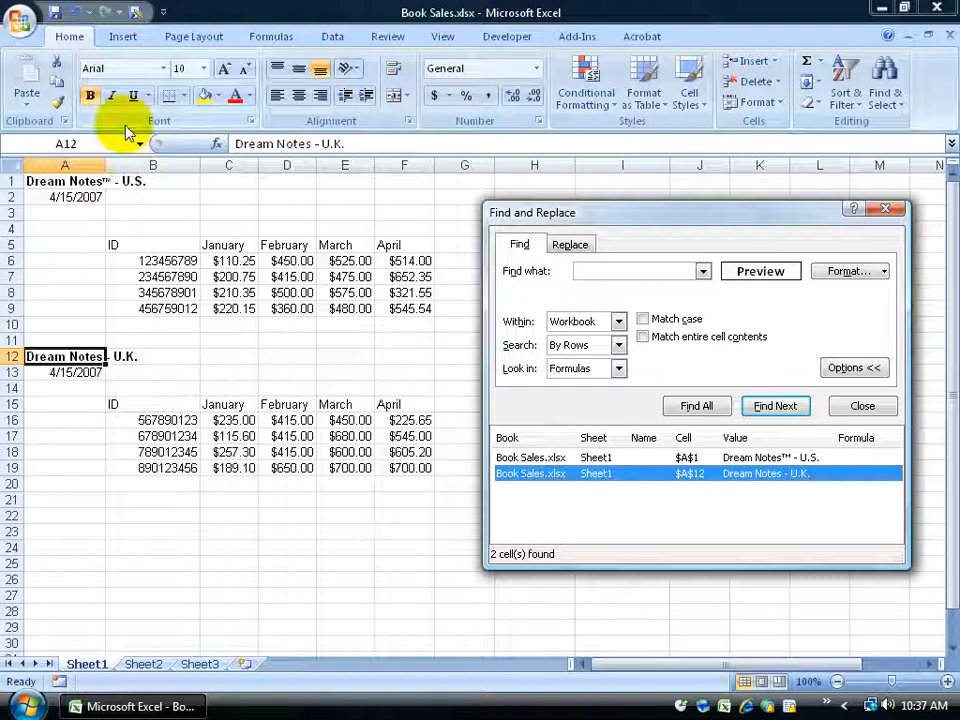 Book Sales.xlsx - Microsoft Excel
Home Insert Page Layout Formulas Data Review View Developer Add-Ins Acrobat
Arial 10 General Insert
Paste Conditional Formatting Format as Table Cell Styles Delete Sort & Filter Find & Select
Format
Clipboard Font Alignment Number Styles Cells Editing
A12 Dream Notes - U.K.
A B C D E F G H I J K L M N
1 Dream Notes™ - U.S.
2 4/15/2007
3
4
5 ID January February March April
6 123456789 $110.25 $450.00 $525.00 $514.00
7 234567890 $200.75 $415.00 $475.00 $652.35
8 345678901 $210.35 $500.00 $575.00 $321.55
9 456759012 $220.15 $360.00 $480.00 $545.54
10
11
12 Dream Notes - U.K.
13 4/15/2007
14
15 ID January February March April
16 567890123 $235.00 $415.00 $450.00 $225.65
17 678901234 $115.60 $415.00 $680.00 $545.00
18 789012345 $257.30 $415.00 $600.00 $605.20
19 890123456 $189.10 $650.00 $700.00 $700.00
20
21
22
23
24
25
26
27
28
29
30
Find and Replace
Find Replace
Find what: Preview Format...
Within: Workbook Match case
Search: By Rows Match entire cell contents
Look in: Formulas Options <<
Find All Find Next Close
Book Sheet Name Cell Value Formula
Book Sales.xlsx Sheet1 $A$1 Dream Notes™ - U.S.
Book Sales.xlsx Sheet1 $A$12 Dream Notes - U.K.
2 cell(s) found
Sheet1 Sheet2 Sheet3
Ready 100%
Microsoft Excel - Bo... 10:37 AM